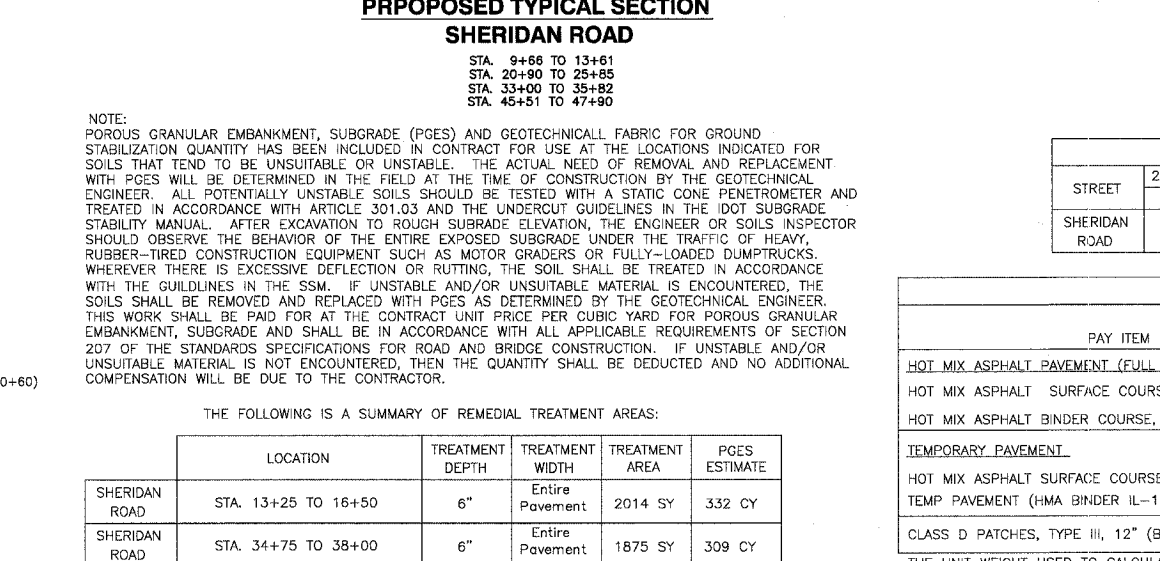 PRPOPOSED TYPICAL SECTION
SHERIDAN ROAD
STA. 9+66 TO 13+61
STA. 20+90 TO 25+85
STA. 33+00 TO 35+82
STA. 45+51 TO 47+90
NOTE:
POROUS GRANULAR EMBANKMENT, SUBGRADE (PGES) AND GEOTECHNICALL FABRIC FOR GROUND
STABILIZATION QUANTITY HAS BEEN INCLUDED IN CONTRACT FOR USE AT THE LOCATIONS INDICATED FOR
SOILS THAT TEND TO BE UNSUITABLE OR UNSTABLE. THE ACTUAL NEED OF REMOVAL AND REPLACEMENT
WITH PGES WILL BE DETERMINED IN THE FIELD AT THE TIME OF CONSTRUCTION BY THE GEOTECHNICAL
ENGINEER. ALL POTENTIALLY UNSTABLE SOILS SHOULD BE TESTED WITH A STATIC CONE PENETROMETER AND
TREATED IN ACCORDANCE WITH ARTICLE 301.03 AND THE UNDERCUT GUIDELINES IN THE IDOT SUBGRADE
STABILITY MANUAL. AFTER EXCAVATION TO ROUGH SUBRADE ELEVATION, THE ENGINEER OR SOILS INSPECTOR
SHOULD OBSERVE THE BEHAVIOR OF THE ENTIRE EXPOSED SUBGRADE UNDER THE TRAFFIC OF HEAVY,
RUBBER-TIRED CONSTRUCTION EQUIPMENT SUCH AS MOTOR GRADERS OR FULLY-LOADED DUMPTRUCKS.
WHEREVER THERE IS EXCESSIVE DEFLECTION OR RUTTING, THE SOIL SHALL BE TREATED IN ACCORDANCE
WITH THE GUILDLINES IN THE SSM. IF UNSTABLE AND/OR UNSUITABLE MATERIAL IS ENCOUNTERED, THE
SOILS SHALL BE REMOVED AND REPLACED WITH PGES AS DETERMINED BY THE GEOTECHNICAL ENGINEER.
THIS WORK SHALL BE PAID FOR AT THE CONTRACT UNIT PRICE PER CUBIC YARD FOR POROUS GRANULAR
EMBANKMENT, SUBGRADE AND SHALL BE IN ACCORDANCE WITH ALL APPLICABLE REQUIREMENTS OF SECTION
207 OF THE STANDARDS SPECIFICATIONS FOR ROAD AND BRIDGE CONSTRUCTION. IF UNSTABLE AND/OR
UNSUITABLE MATERIAL IS NOT ENCOUNTERED, THEN THE QUANTITY SHALL BE DEDUCTED AND NO ADDITIONAL
COMPENSATION WILL BE DUE TO THE CONTRACTOR.
0+60)
THE FOLLOWING IS A SUMMARY OF REMEDIAL TREATMENT AREAS:
LOCATION TREATMENT DEPTH TREATMENT WIDTH TREATMENT AREA PGES ESTIMATE
SHERIDAN ROAD STA. 13+25 TO 16+50 6" Entire Pavement 2014 SY 332 CY
SHERIDAN ROAD STA. 34+75 TO 38+00 6" Entire Pavement 1875 SY 309 CY
STREET 2
SHERIDAN
ROAD
PAY ITEM
HOT MIX ASPHALT PAVEMENT (FULL
HOT MIX ASPHALT SURFACE COURS
HOT MIX ASPHALT BINDER COURSE,
TEMPORARY PAVEMENT
HOT MIX ASPHALT SURFACE COURSE
TEMP PAVEMENT (HMA BINDER IL-1
CLASS D PATCHES, TYPE III, 12" (B
THE UNIT WEIGHT USED TO CALCUL